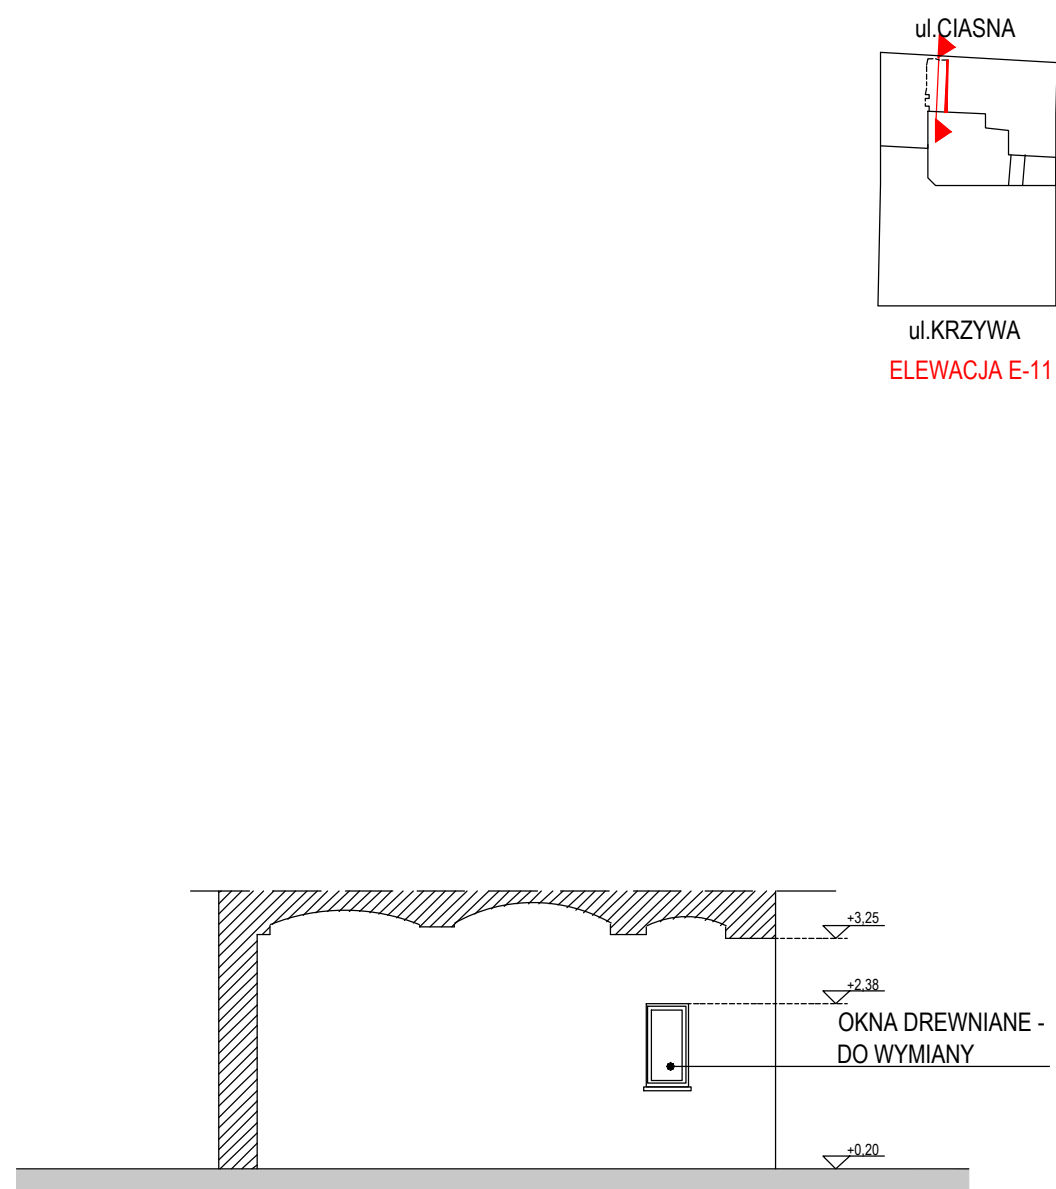 ul.CIASNA
ul.KRZYWA
ELEWACJA E-11
+3,25
+2,38
OKNA DREWNIANE -
DO WYMIANY
+0,20